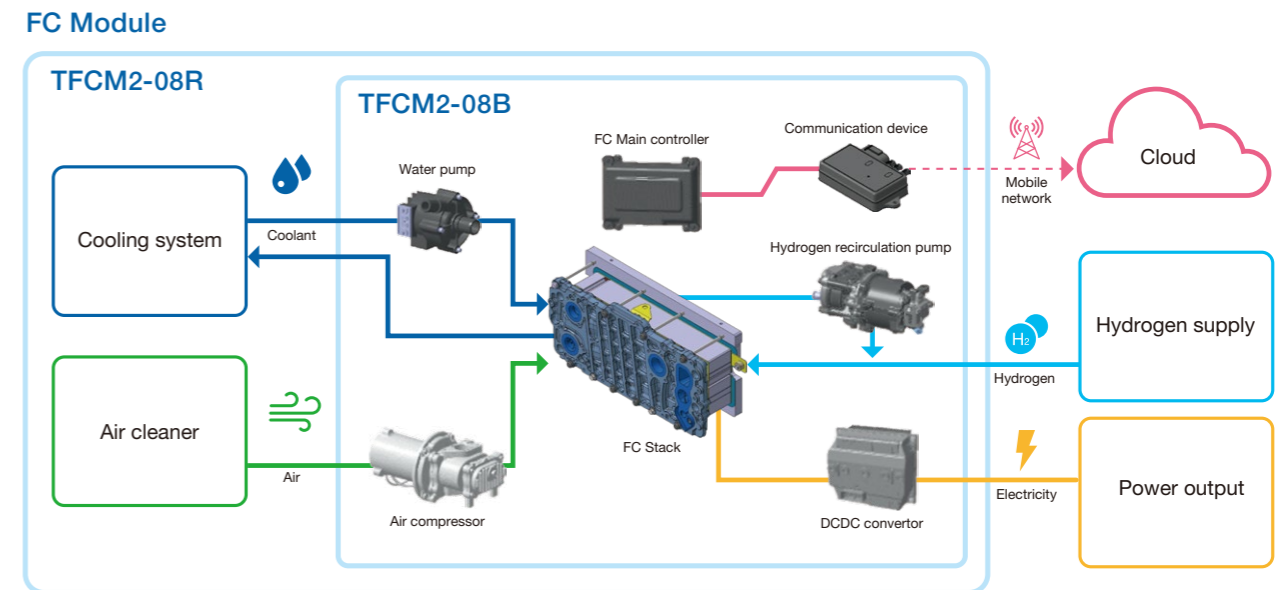 FC Module
TFCM2-08R
TFCM2-08B
Communication device
FC Main controller
Cloud
Water pump
Mobile
network
Cooling system
Coolant
Hydrogen recirculation pump
Hydrogen supply
H2
Hydrogen
Air cleaner
FC Stack
Air
Electricity
Power output
Air compressor
DCDC convertor